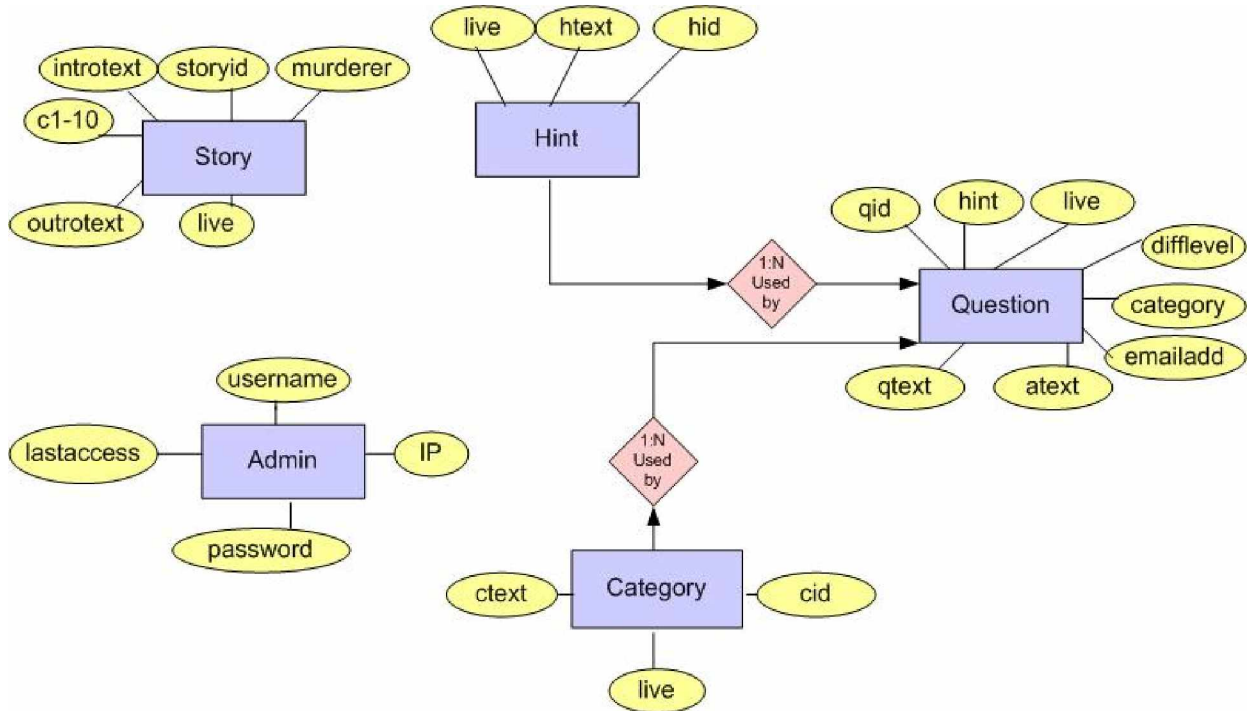 live
htext
hid
introtext
storyid
murderer
c1-10
Story
Hint
outrotext
live
qid
hint
live
difflevel
1:N
Used
by
Question
category
emailadd
qtext
atext
username
lastaccess
Admin
IP
password
1:N
Used
by
ctext
Category
cid
live